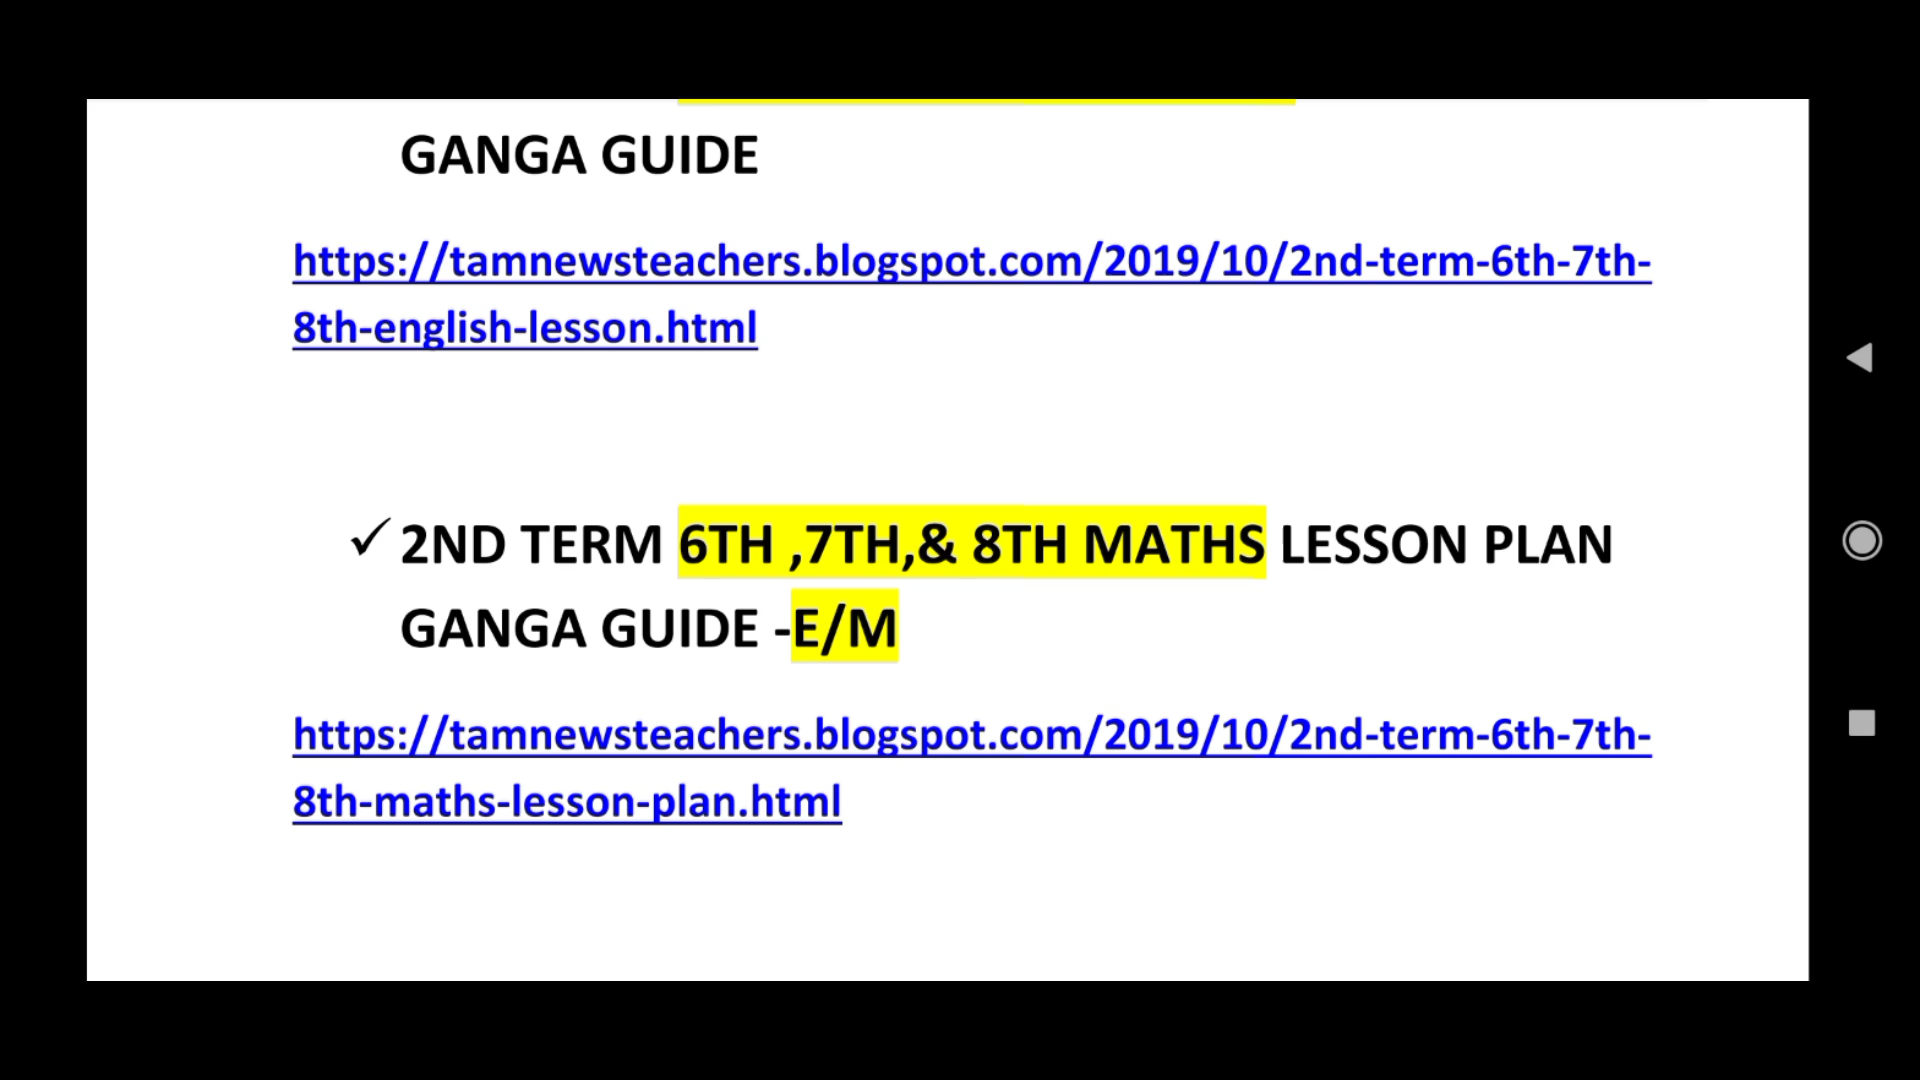 GANGA GUIDE
https://tamnewsteachers.blogspot.com/2019/10/2nd-term-6th-7th-
8th-english-lesson.html
✓ 2ND TERM 6TH ,7TH,& 8TH MATHS LESSON PLAN
GANGA GUIDE -E/M
https://tamnewsteachers.blogspot.com/2019/10/2nd-term-6th-7th-
8th-maths-lesson-plan.html